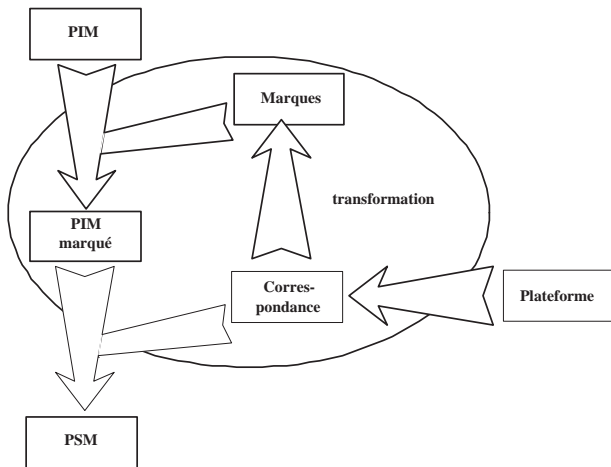 PIM
Marques
transformation
PIM
marqué
Corres-
pondance
Plateforme
PSM